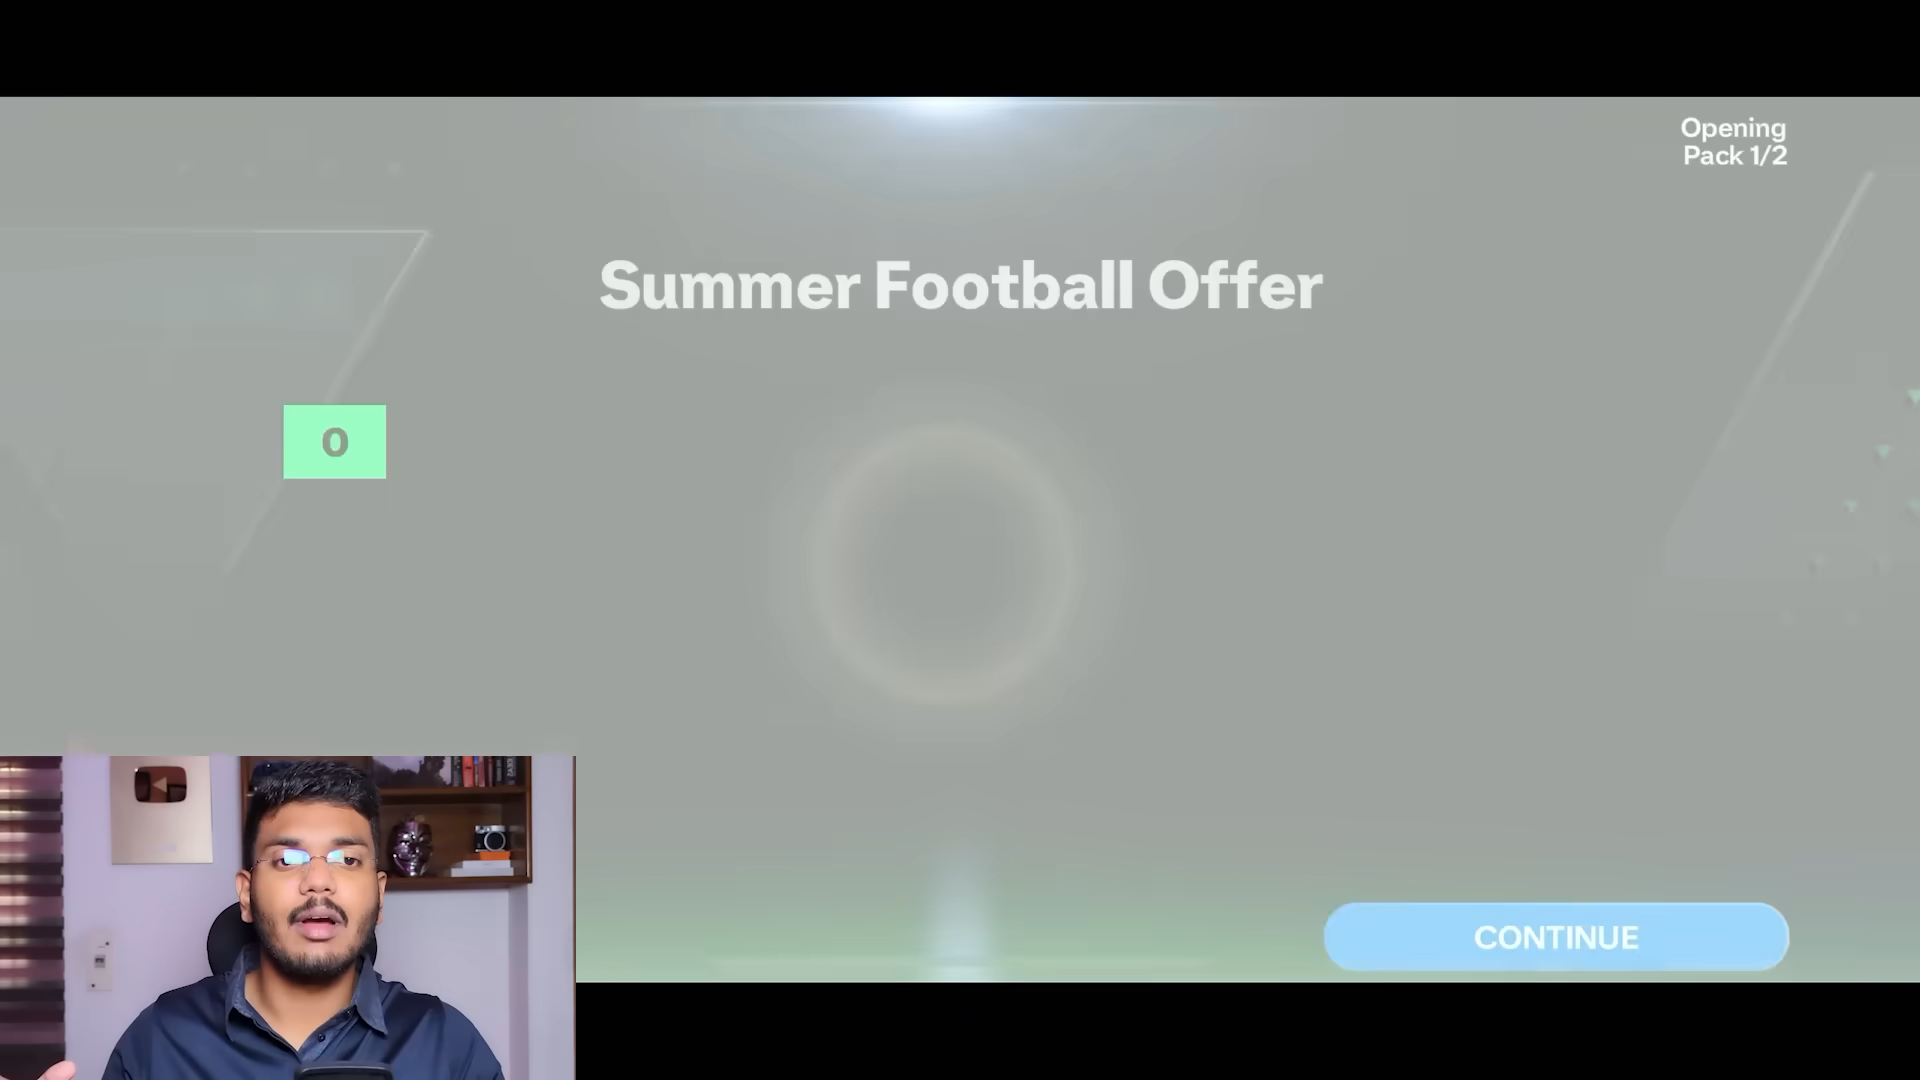 Opening
Pack 1/2
Summer Football Offer
0
CONTINUE